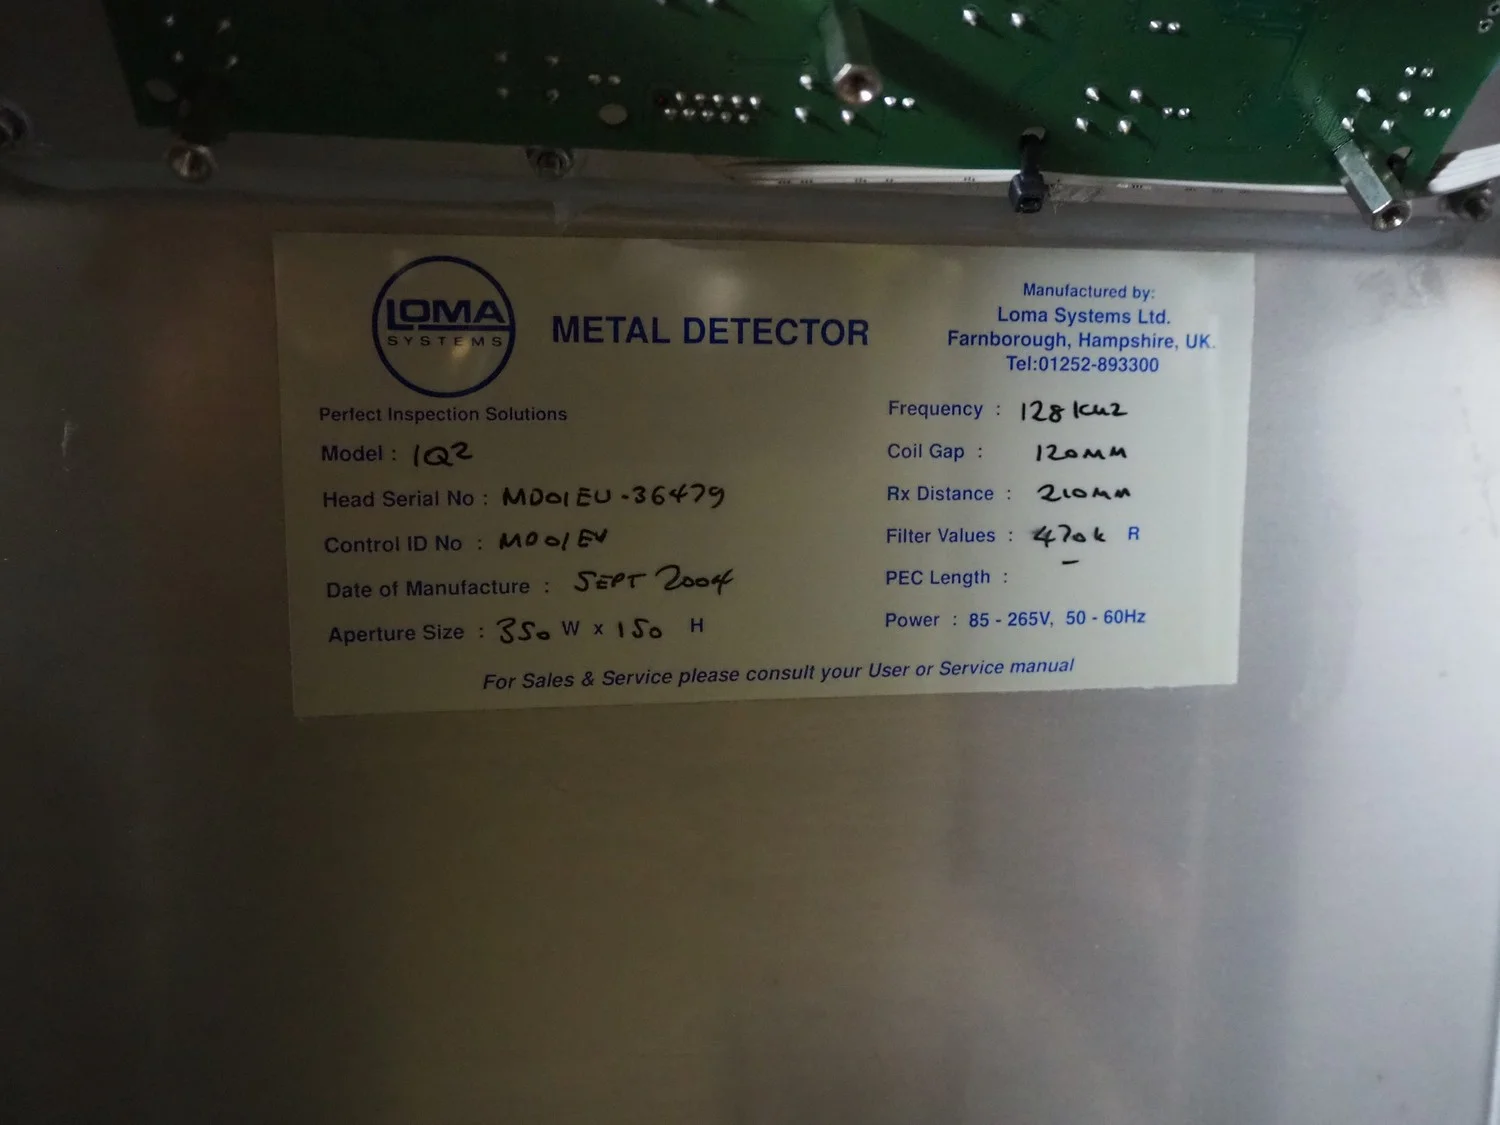 LOMA
SYSTEMS
METAL DETECTOR
Manufactured by:
Loma Systems Ltd.
Farnborough, Hampshire, UK.
Tel:01252-893300
Perfect Inspection Solutions
Model : IQ2
Head Serial No : MD01EU-36479
Control ID No : MD01EV
Date of Manufacture : SEPT 2004
Aperture Size : 350 W x 150 H
Frequency : 128 KHz
Coil Gap : 120MM
Rx Distance : 210MM
Filter Values : 470k R
PEC Length : -
Power : 85 - 265V, 50 - 60Hz
For Sales & Service please consult your User or Service manual